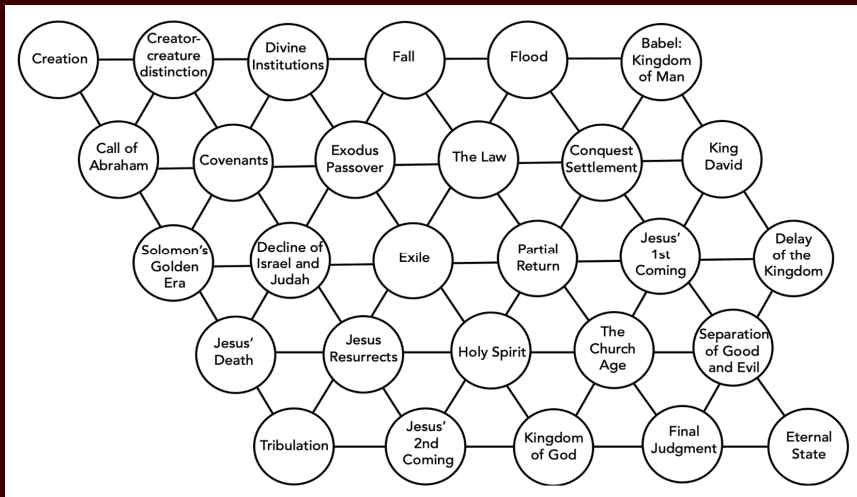 Creation
Creator-
creature
distinction
Divine
Institutions
Fall
Flood
Babel:
Kingdom
of Man
Call of
Abraham
Covenants
Exodus
Passover
The Law
Conquest
Settlement
King
David
Solomon's
Golden
Era
Decline of
Israel and
Judah
Exile
Partial
Return
Jesus'
1st
Coming
Delay
of the
Kingdom
Jesus'
Death
Jesus
Resurrects
Holy Spirit
The
Church
Age
Separation
of Good
and Evil
Tribulation
Jesus'
2nd
Coming
Kingdom
of God
Final
Judgment
Eternal
State